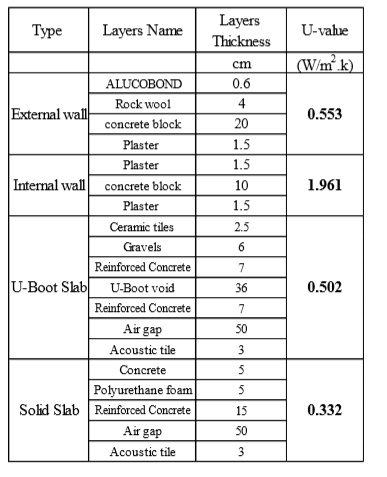 Type Layers Name Layers Thickness U-value
cm (W/m².k)
External wall ALUCOBOND 0.6 0.553
Rock wool 4
concrete block 20
Plaster 1.5
Internal wall Plaster 1.5 1.961
concrete block 10
Plaster 1.5
U-Boot Slab Ceramic tiles 2.5 0.502
Gravels 6
Reinforced Concrete 7
U-Boot void 36
Reinforced Concrete 7
Air gap 50
Acoustic tile 3
Solid Slab Concrete 5 0.332
Polyurethane foam 5
Reinforced Concrete 15
Air gap 50
Acoustic tile 3